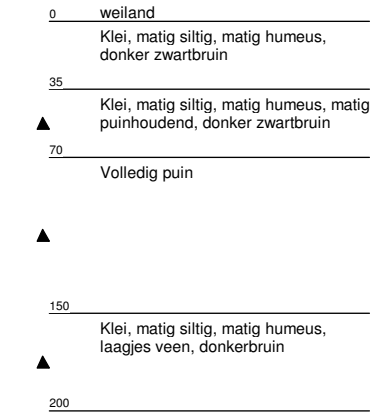 0 weiland
Klei, matig siltig, matig humeus,
donker zwartbruin
35
Klei, matig siltig, matig humeus, matig
puinhoudend, donker zwartbruin
70
Volledig puin
150
Klei, matig siltig, matig humeus,
laagjes veen, donkerbruin
200